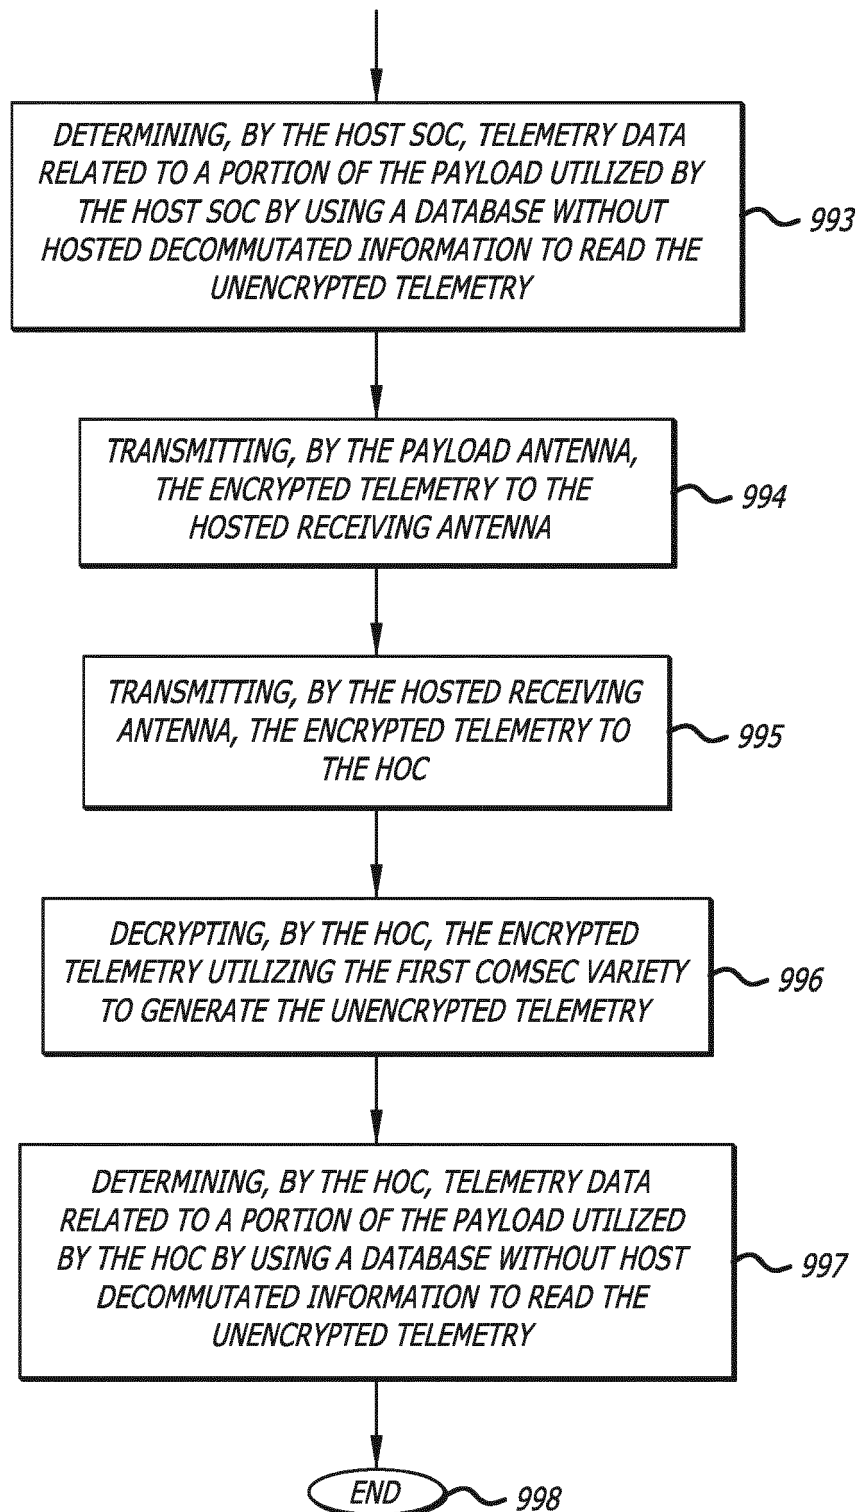 DETERMINING, BY THE HOST SOC, TELEMETRY DATA
RELATED TO A PORTION OF THE PAYLOAD UTILIZED BY
THE HOST SOC BY USING A DATABASE WITHOUT
HOSTED DECOMMUTATED INFORMATION TO READ THE
UNENCRYPTED TELEMETRY
993
TRANSMITTING, BY THE PAYLOAD ANTENNA,
THE ENCRYPTED TELEMETRY TO THE
HOSTED RECEIVING ANTENNA
994
TRANSMITTING, BY THE HOSTED RECEIVING
ANTENNA, THE ENCRYPTED TELEMETRY TO
THE HOC
995
DECRYPTING, BY THE HOC, THE ENCRYPTED
TELEMETRY UTILIZING THE FIRST COMSEC VARIETY
TO GENERATE THE UNENCRYPTED TELEMETRY
996
DETERMINING, BY THE HOC, TELEMETRY DATA
RELATED TO A PORTION OF THE PAYLOAD UTILIZED
BY THE HOC BY USING A DATABASE WITHOUT HOST
DECOMMUTATED INFORMATION TO READ THE
UNENCRYPTED TELEMETRY
997
END
998